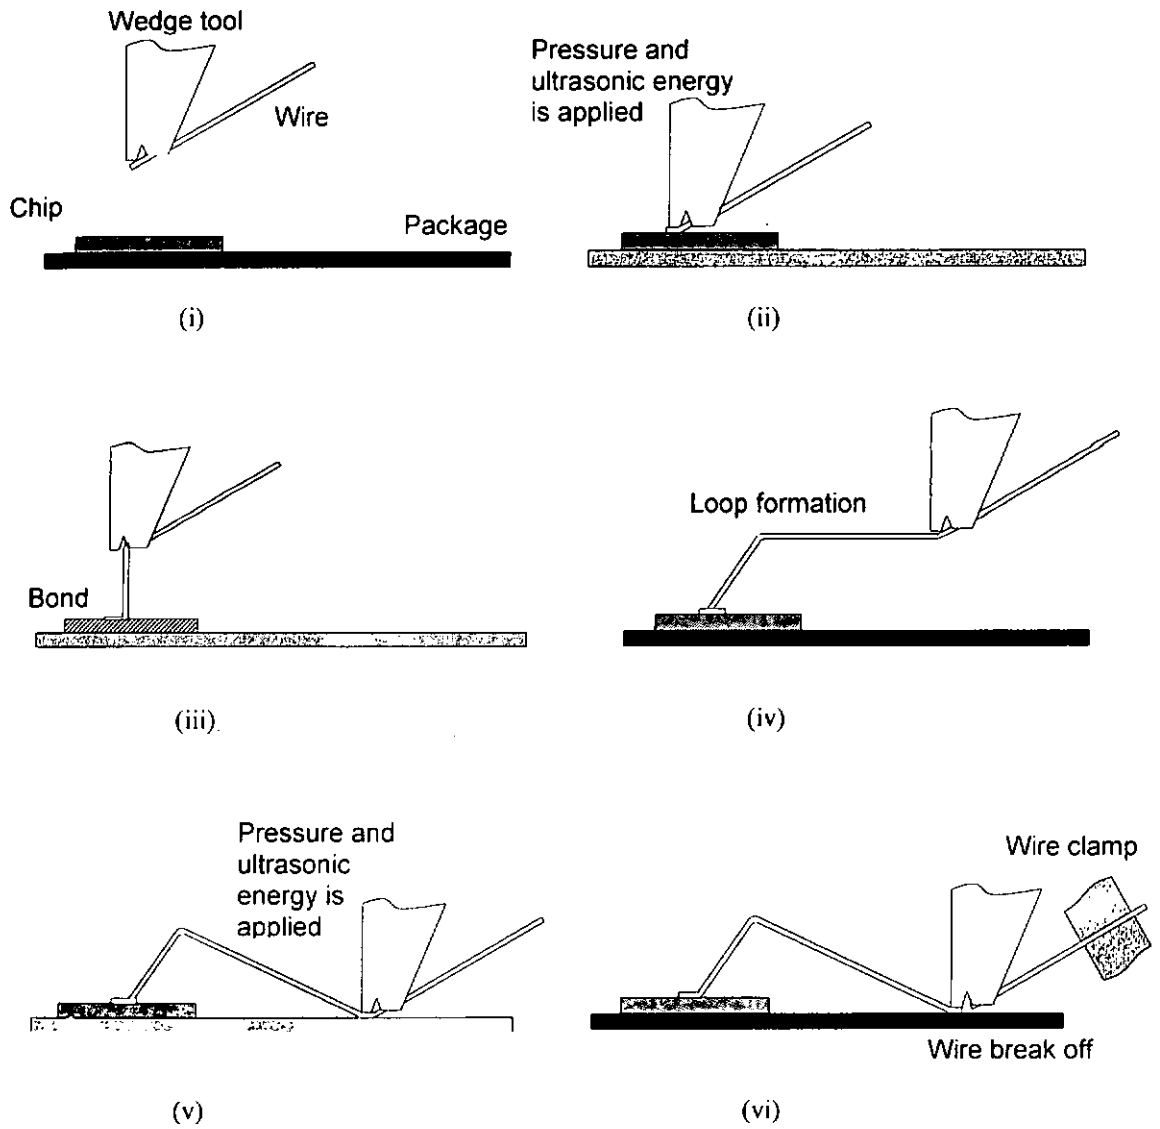 Wedge tool
Wire
Chip
Package
(i)
Pressure and
ultrasonic energy
is applied
(ii)
Bond
(iii)
Loop formation
(iv)
Pressure and
ultrasonic
energy is
applied
(v)
Wire clamp
Wire break off
(vi)